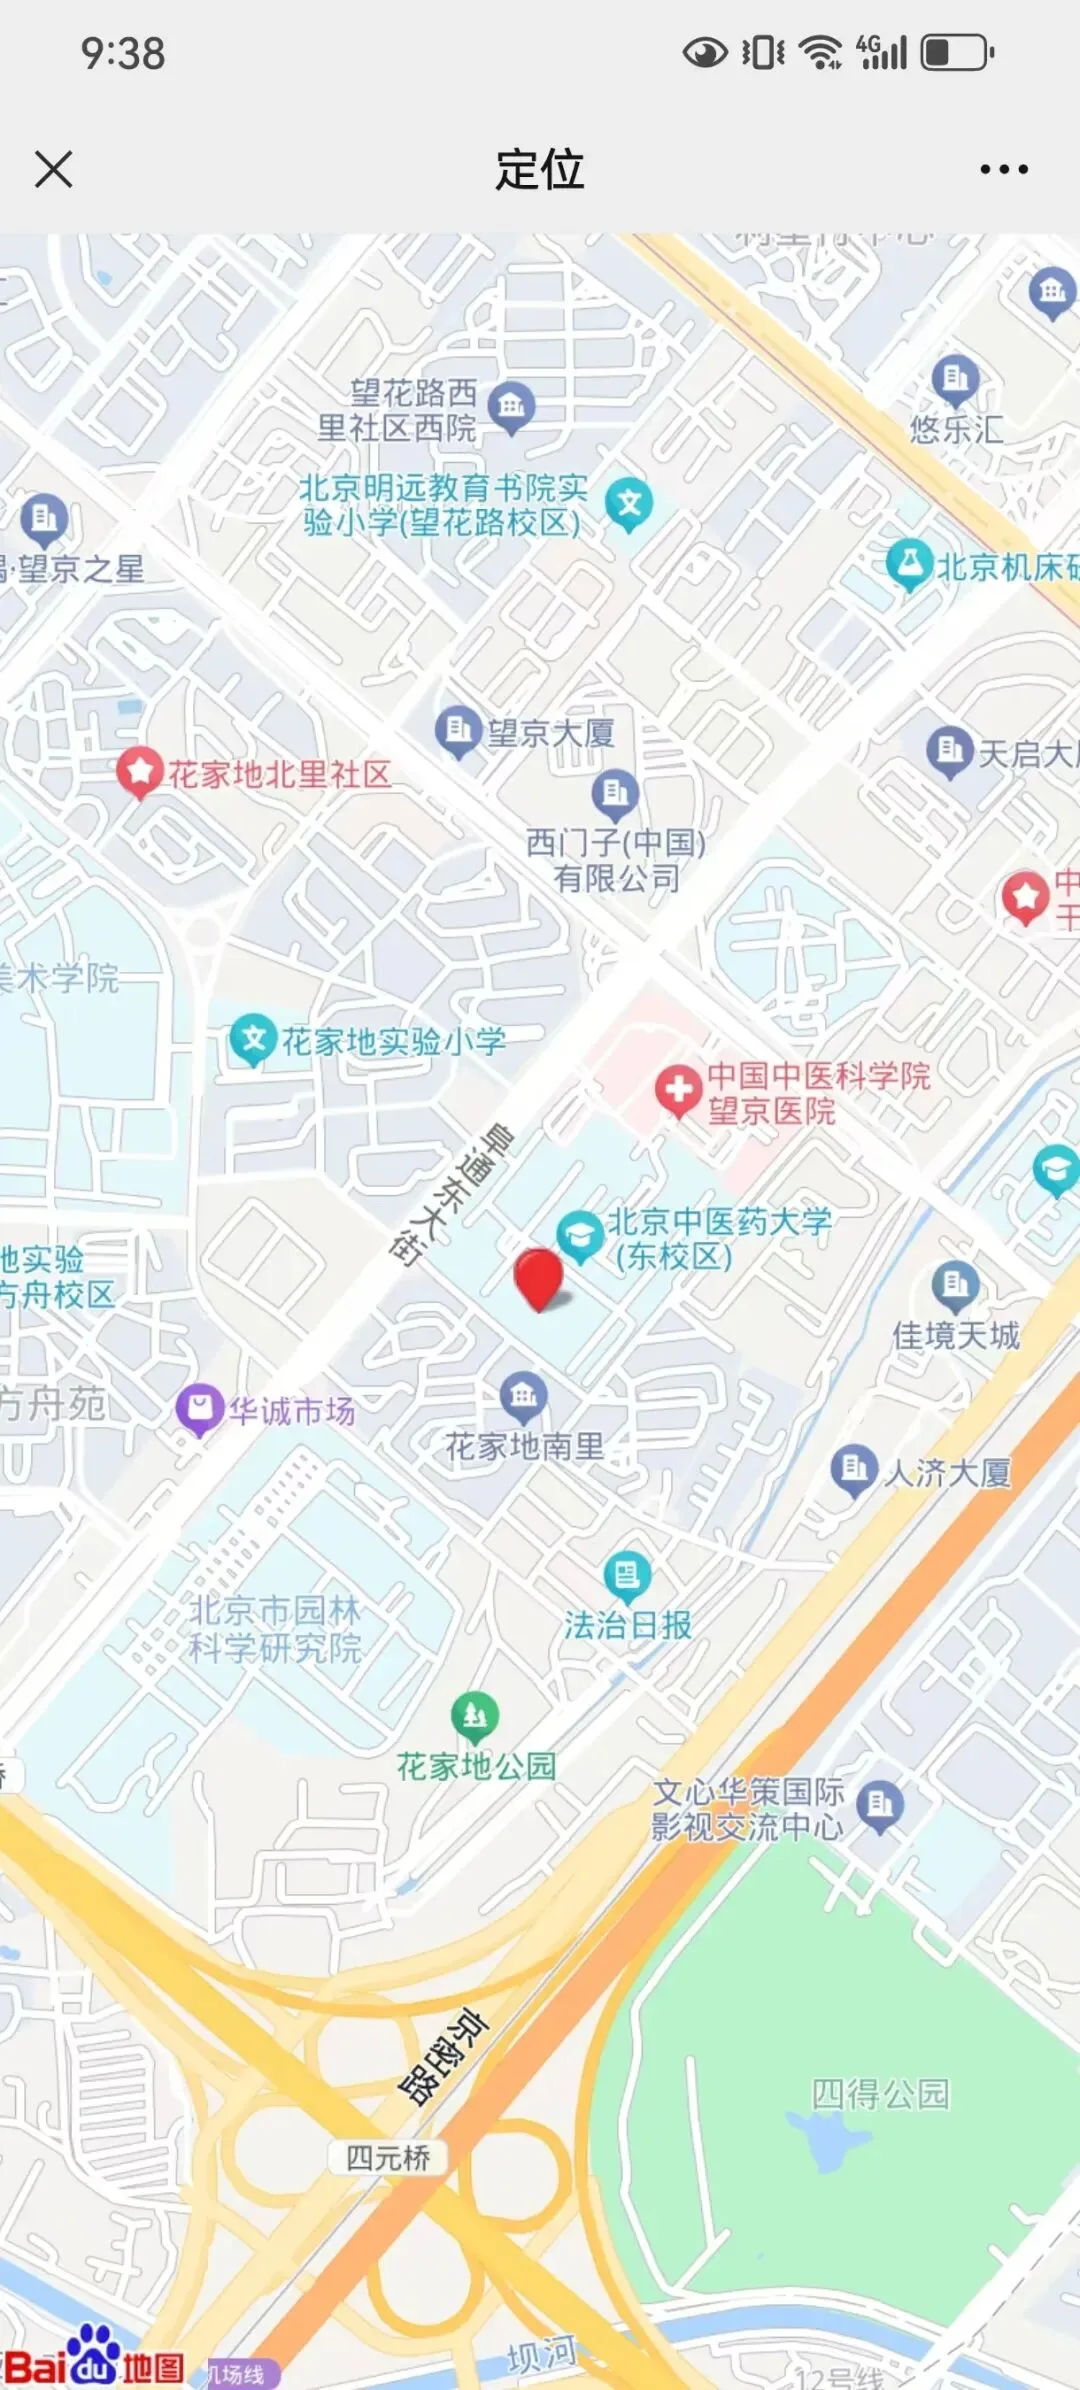 9:38
4G
定位
悠乐汇
望花路西
里社区西院
北京明远教育书院实
验小学(望花路校区)
·望京之星
北京机床研
望京大厦
天启大厦
花家地北里社区
西门子(中国)
有限公司
中
美术学院
花家地实验小学
中国中医科学院
望京医院
阜通东大街
北京中医药大学
(东校区)
地实验
方舟校区
佳境天城
方舟苑
华诚市场
花家地南里
人济大厦
法治日报
北京市园林
科学研究院
花家地公园
文心华策国际
影视交流中心
京密路
四得公园
四元桥
坝河
Baidu地图
机场线
12号线